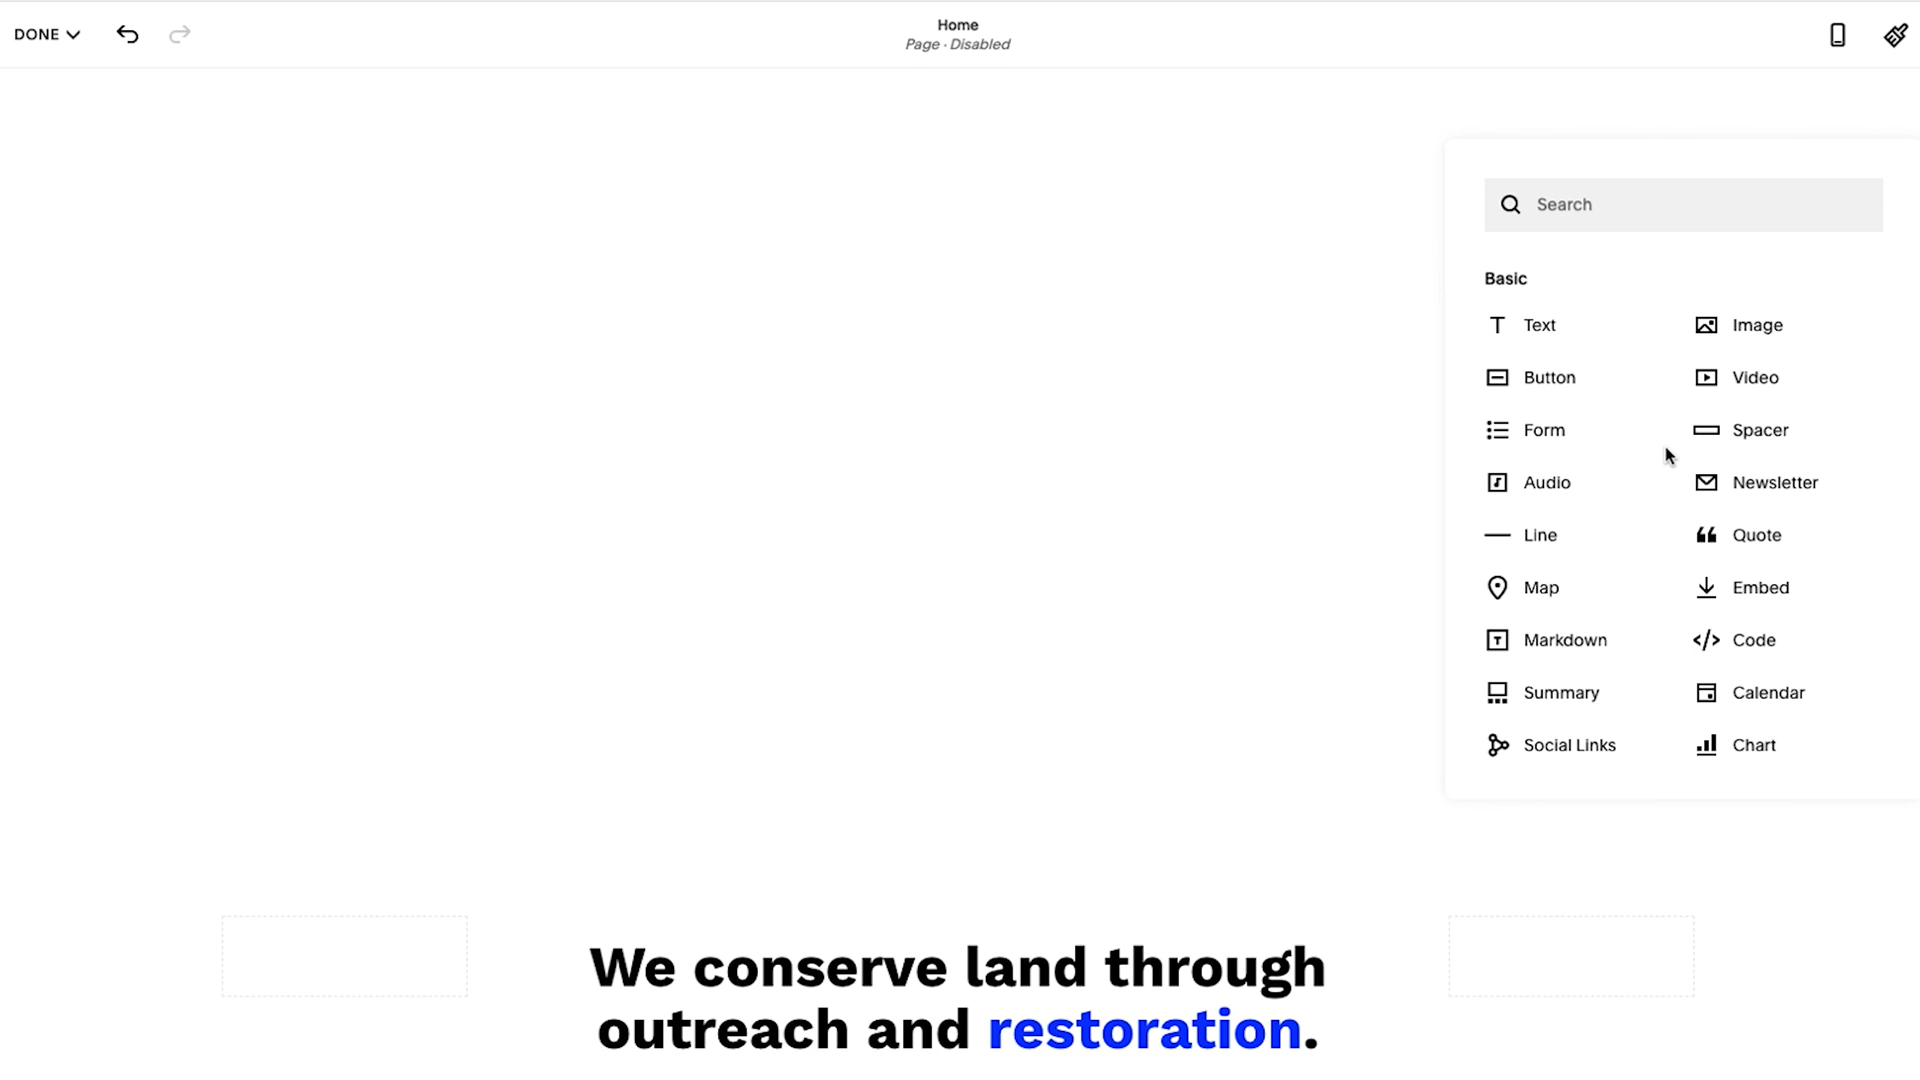 DONE
Home
Page · Disabled
Search
Basic
Text
Image
Button
Video
Form
Spacer
Audio
Newsletter
Line
Quote
Map
Embed
Markdown
Code
Summary
Calendar
Social Links
Chart
We conserve land through
outreach and restoration.